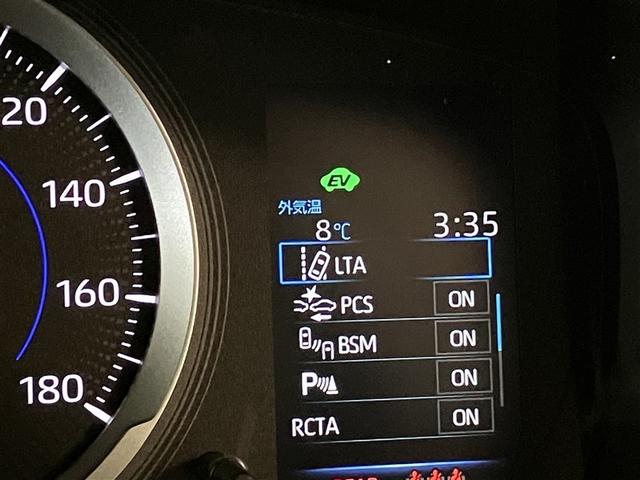 20
140
160
180
EV
外気温
8℃ 3:35
LTA
PCS ON
BSM ON
P ON
RCTA ON